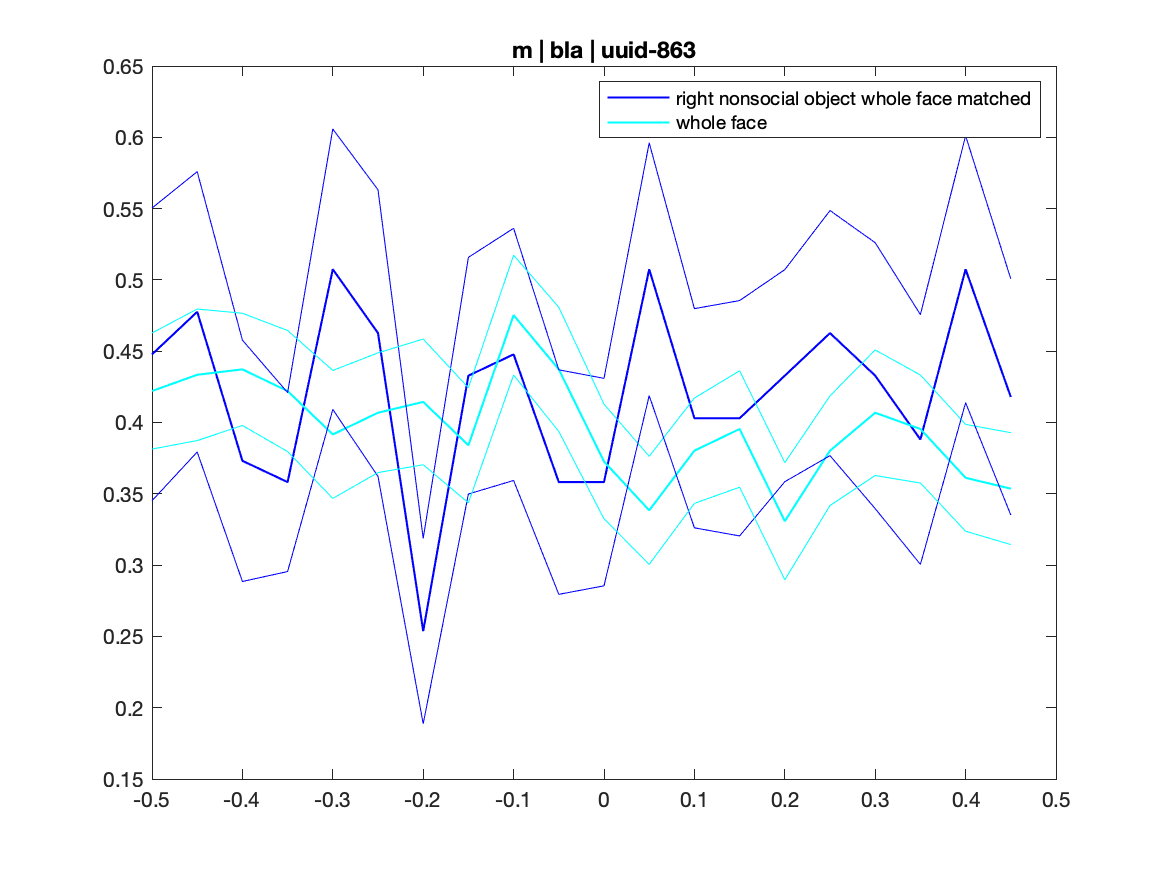 m | bla | uuid-863
right nonsocial object whole face matched
whole face
0.65
0.6
0.55
0.5
0.45
0.4
0.35
0.3
0.25
0.2
0.15
-0.5 -0.4 -0.3 -0.2 -0.1 0 0.1 0.2 0.3 0.4 0.5